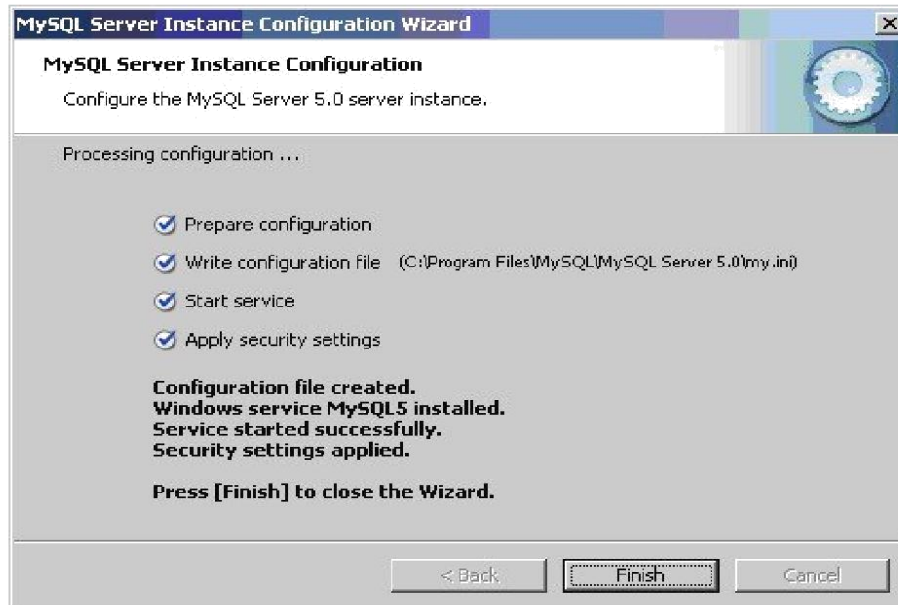 MySQL Server Instance Configuration Wizard
MySQL Server Instance Configuration
Configure the MySQL Server 5.0 server instance.
Processing configuration ...
Prepare configuration
Write configuration file (C:\Program Files\MySQL\MySQL Server 5.0\my.ini)
Start service
Apply security settings
Configuration file created.
Windows service MySQL5 installed.
Service started successfully.
Security settings applied.
Press [Finish] to close the Wizard.
< Back
Finish
Cancel